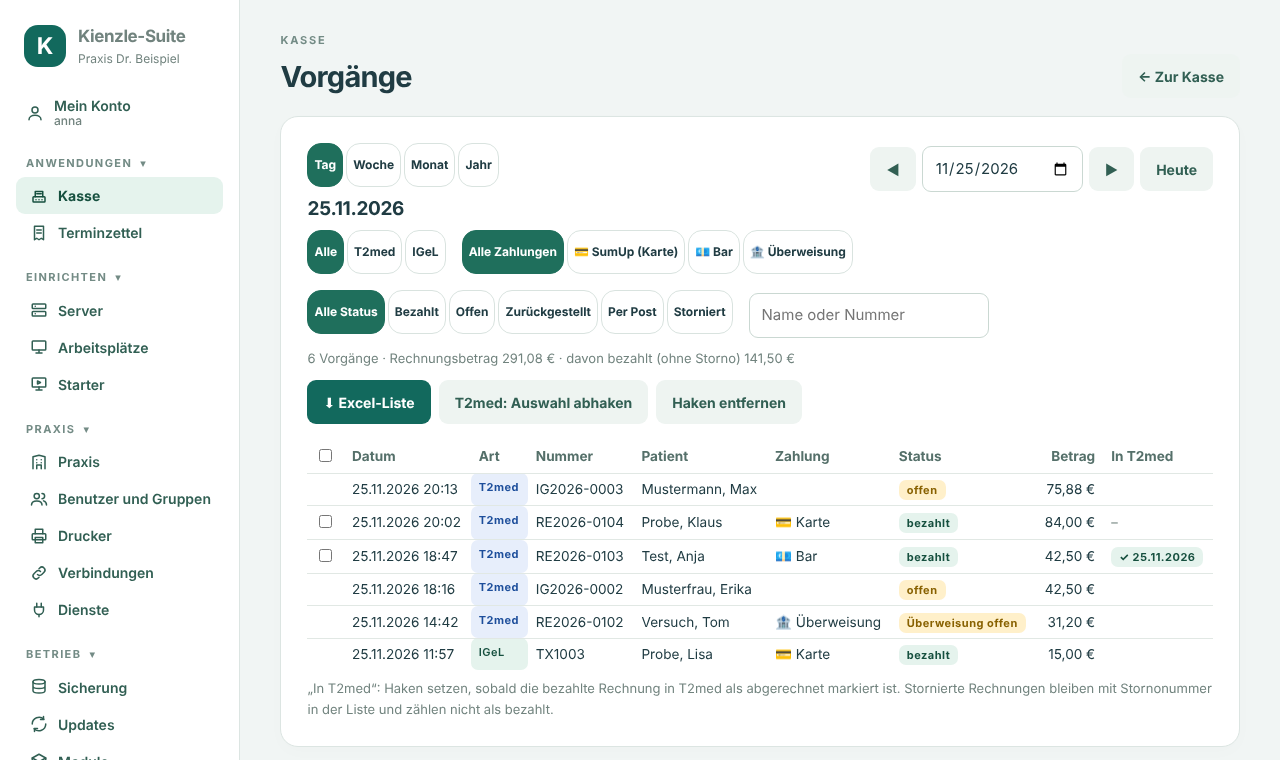 K
Kienzle-Suite
Praxis Dr. Beispiel
Mein Konto
anna
ANWENDUNGEN ▾
Kasse
Terminzettel
EINRICHTEN ▾
Server
Arbeitsplätze
Starter
PRAXIS ▾
Praxis
Benutzer und Gruppen
Drucker
Verbindungen
Dienste
BETRIEB ▾
Sicherung
Updates
Module
KASSE
Vorgänge
← Zur Kasse
Tag Woche Monat Jahr
◀ 11/25/2026 ▶ Heute
25.11.2026
Alle T2med IGeL Alle Zahlungen 💳 SumUp (Karte) 💶 Bar 🏦 Überweisung
Alle Status Bezahlt Offen Zurückgestellt Per Post Storniert Name oder Nummer
6 Vorgänge · Rechnungsbetrag 291,08 € · davon bezahlt (ohne Storno) 141,50 €
⬇ Excel-Liste T2med: Auswahl abhaken Haken entfernen
Datum Art Nummer Patient Zahlung Status Betrag In T2med
25.11.2026 20:13 T2med IG2026-0003 Mustermann, Max offen 75,88 €
25.11.2026 20:02 T2med RE2026-0104 Probe, Klaus 💳 Karte bezahlt 84,00 € –
25.11.2026 18:47 T2med RE2026-0103 Test, Anja 💶 Bar bezahlt 42,50 € ✓ 25.11.2026
25.11.2026 18:16 T2med IG2026-0002 Musterfrau, Erika offen 42,50 €
25.11.2026 14:42 T2med RE2026-0102 Versuch, Tom 🏦 Überweisung Überweisung offen 31,20 €
25.11.2026 11:57 IGeL TX1003 Probe, Lisa 💳 Karte bezahlt 15,00 €
„In T2med“: Haken setzen, sobald die bezahlte Rechnung in T2med als abgerechnet markiert ist. Stornierte Rechnungen bleiben mit Stornonummer
in der Liste und zählen nicht als bezahlt.